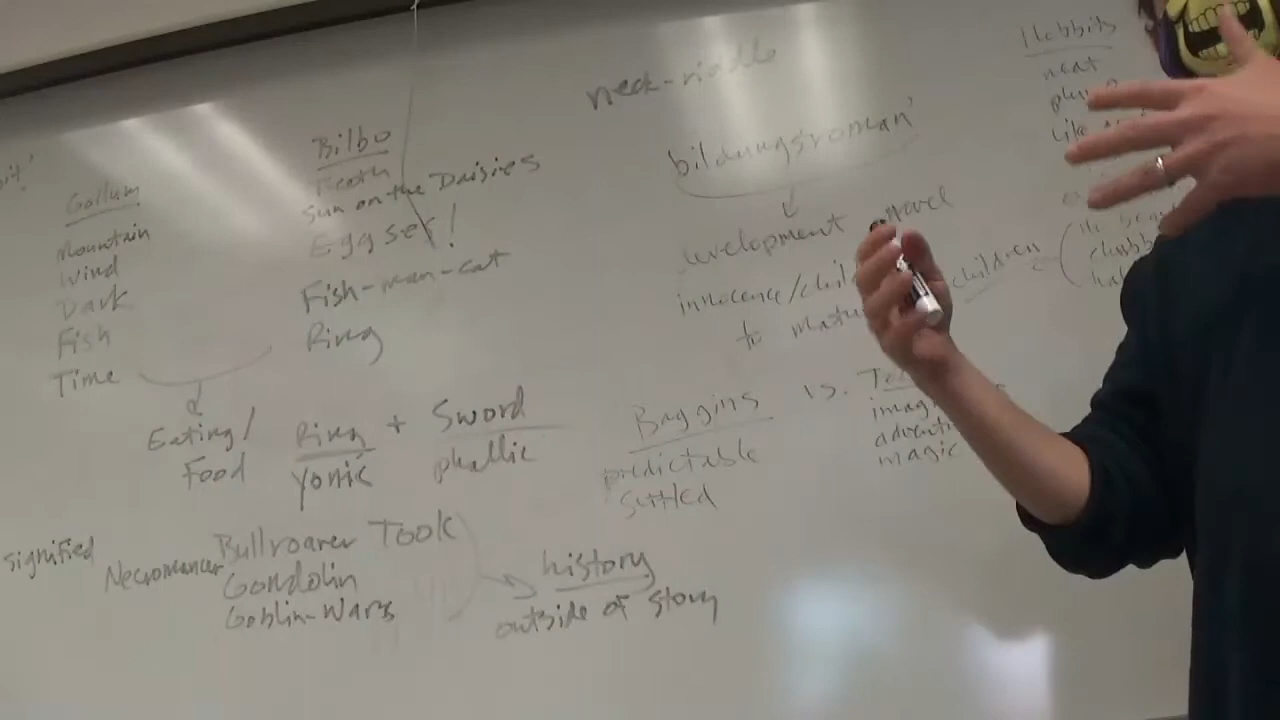 Gollum
Mountain
Wind
Dark
Fish
Time
Eating/
Food
Bilbo
Teeth
Sun on the Daisies
Eggses!
Fish-man-cat
Ring
Ring + Sword
yonic phallic
signified
Necromancer
Bullroarer Took
Gondolin
Goblin-Wars
history
outside of story
neck-riddle
bildungsroman
development novel
innocence/
to
children
Baggins vs.
predictable
settled
magic
Hobbits
neat